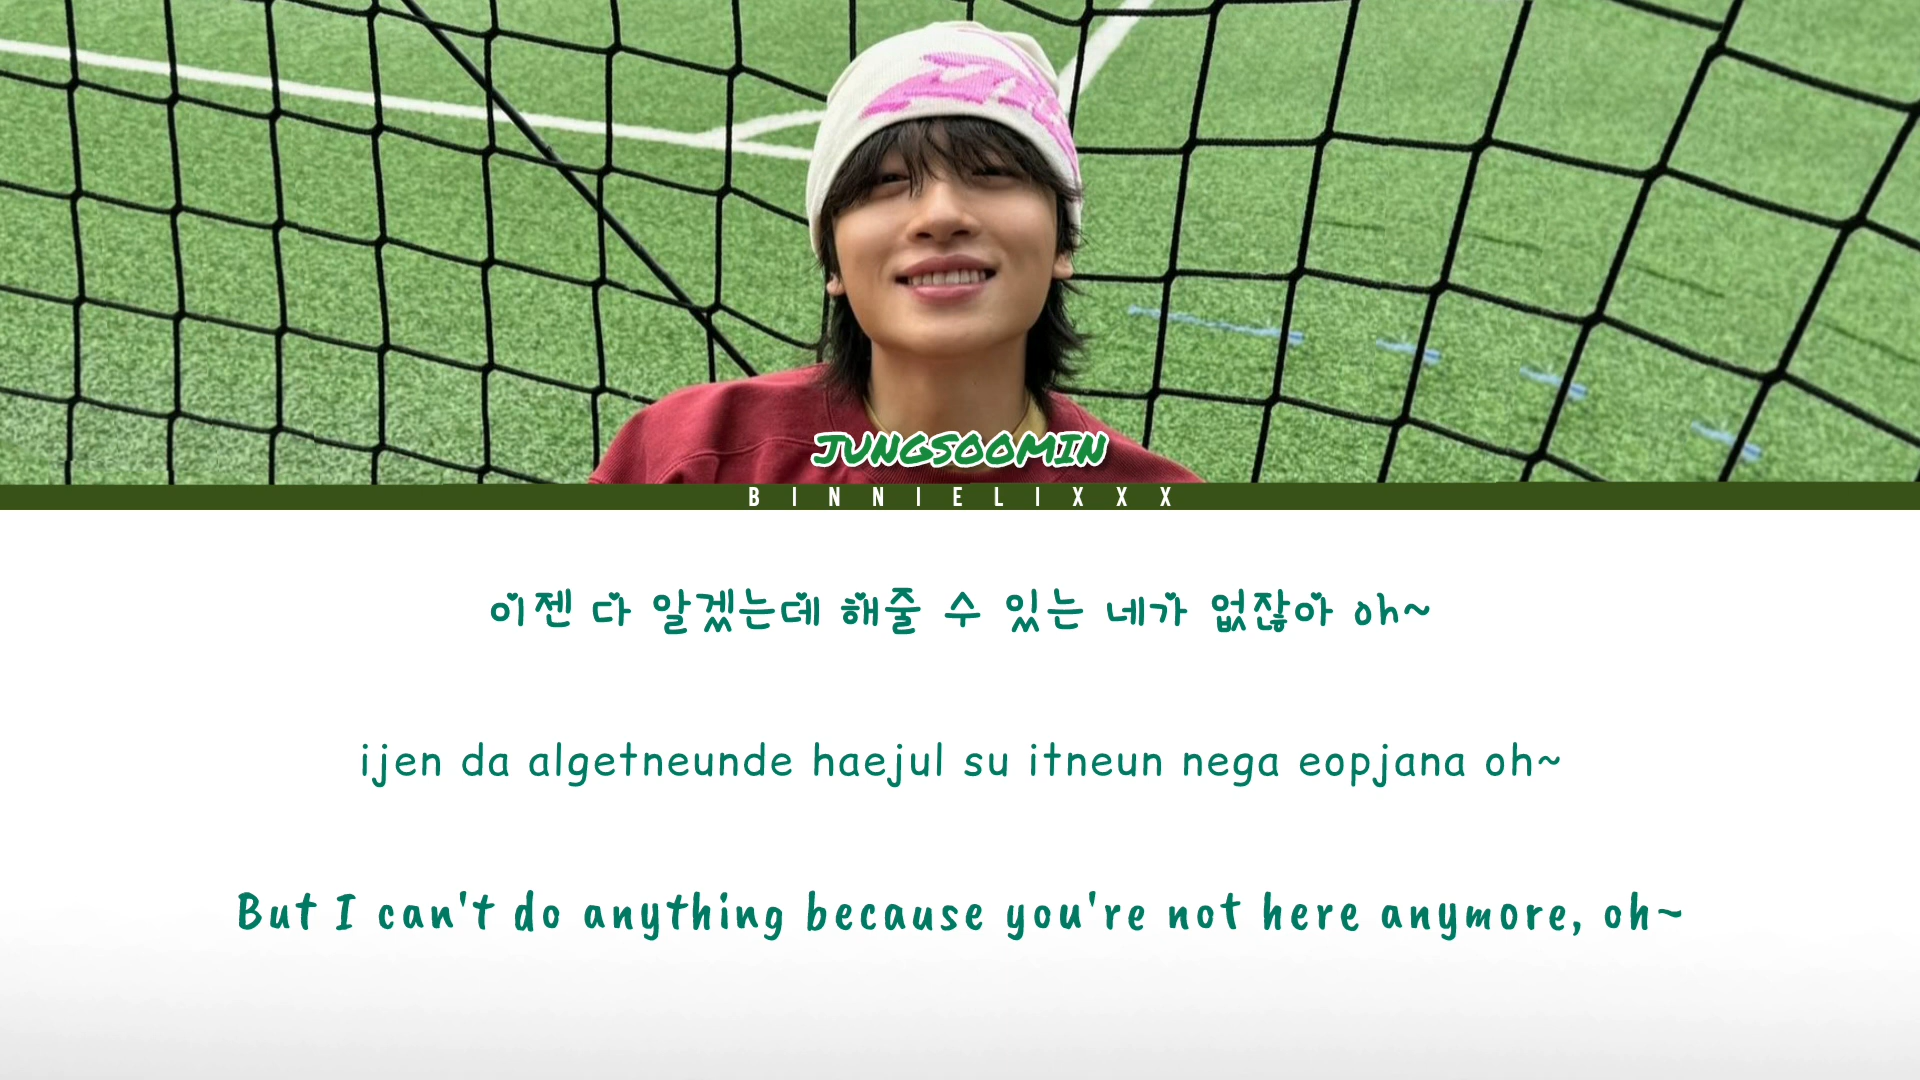 JUNGSOOMIN
BINNIELIXXX
이젠 다 알겠는데 해줄 수 있는 네가 없잖아 oh~
ijen da algetneunde haejul su itneun nega eopjana oh~
But I can't do anything because you're not here anymore, oh~